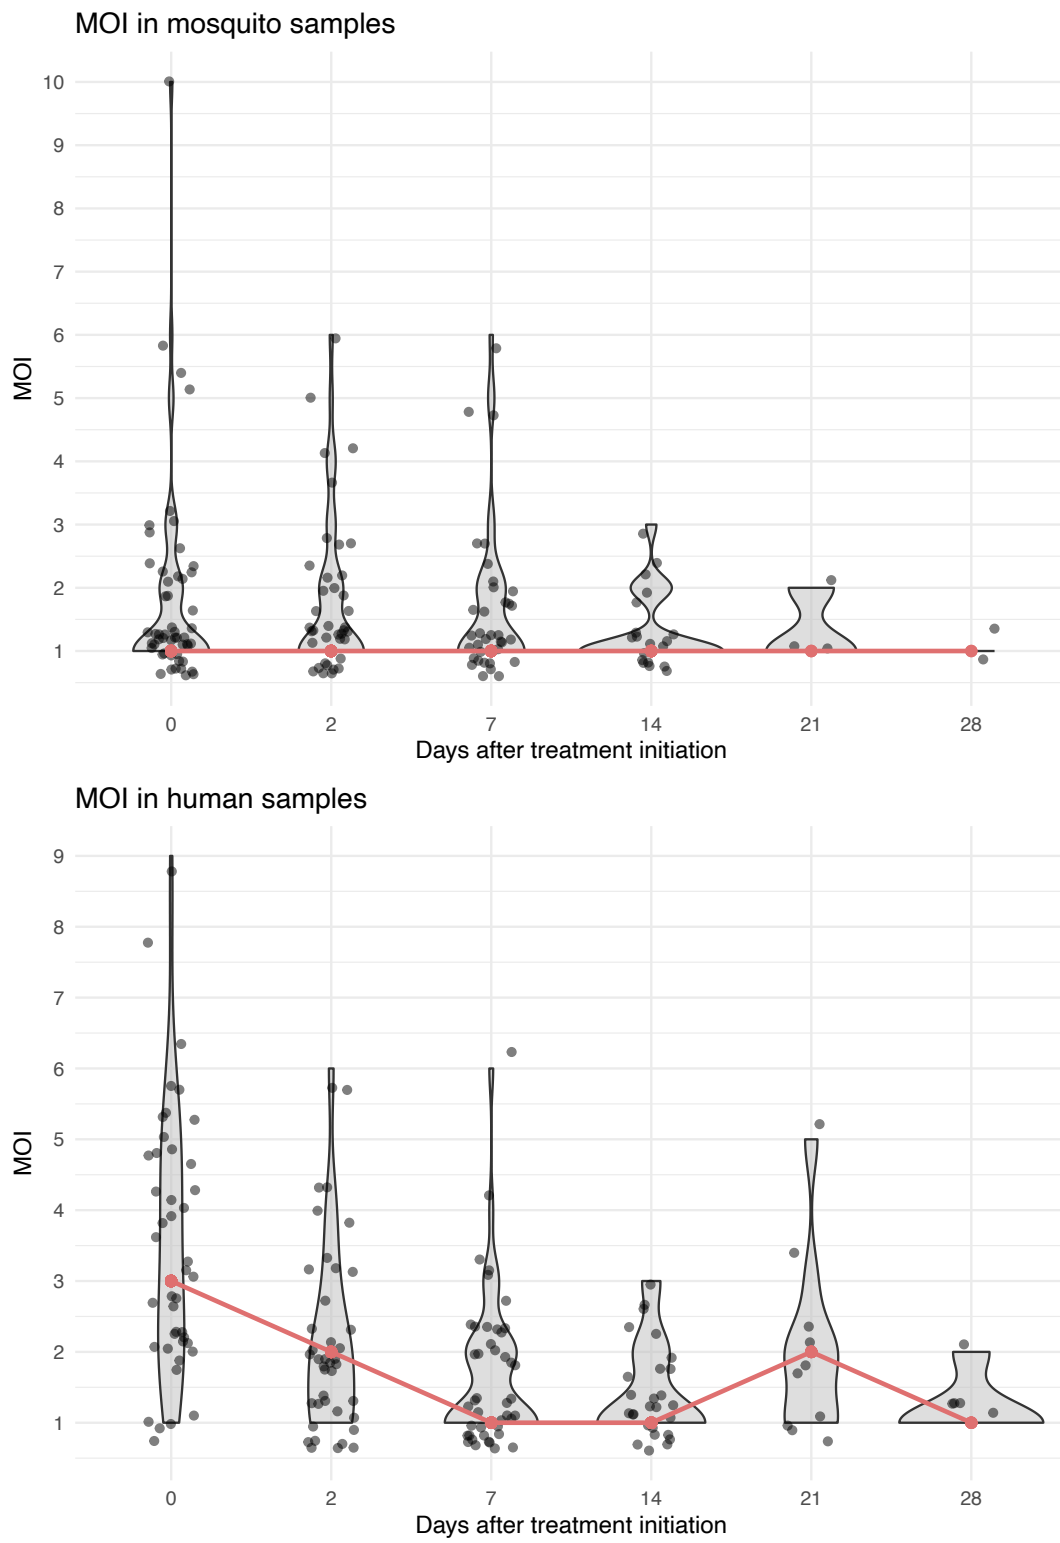 MOI in mosquito samples
10
9
8
7
6
5
4
3
2
1
MOI
0 2 7 14 21 28
Days after treatment initiation
MOI in human samples
9
8
7
6
5
4
3
2
1
MOI
0 2 7 14 21 28
Days after treatment initiation